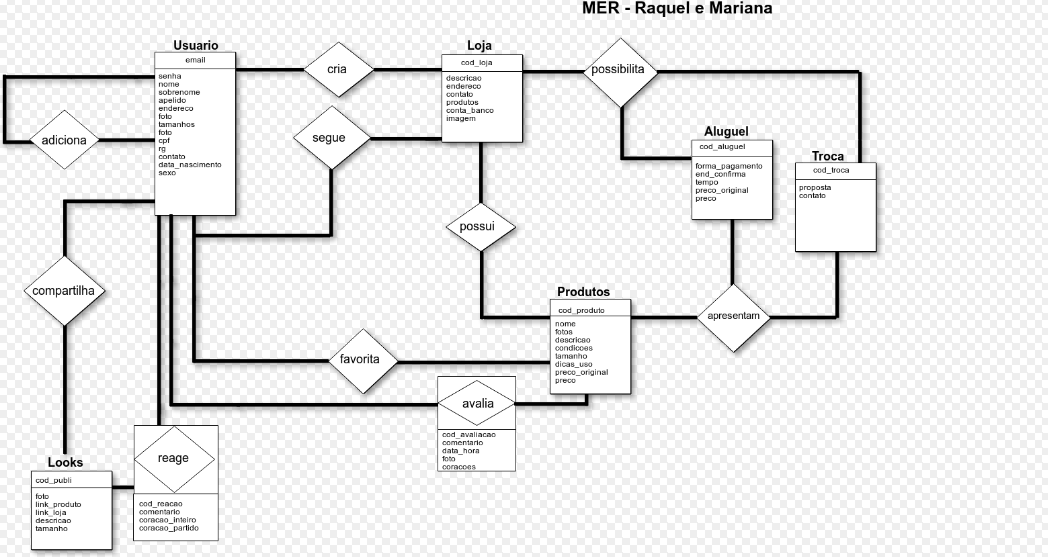 MER - Raquel e Mariana
Usuario
email
senha
nome
sobrenome
apelido
endereco
foto
tamanhos
foto
cpf
rg
contato
data_nascimento
sexo
cria
Loja
cod_loja
descricao
endereco
contato
produtos
conta_banco
imagem
possibilita
adiciona
segue
Aluguel
cod_aluguel
forma_pagamento
end_confirma
tempo
preco_original
preco
Troca
cod_troca
proposta
contato
possui
compartilha
Produtos
cod_produto
nome
fotos
descricao
condicoes
tamanho
dicas_uso
preco_original
preco
apresentam
favorita
avalia
cod_avaliacao
comentario
data_hora
foto
coracoes
Looks
cod_publi
foto
link_produto
link_loja
descricao
tamanho
reage
cod_reacao
comentario
coracao_inteiro
coracao_partido